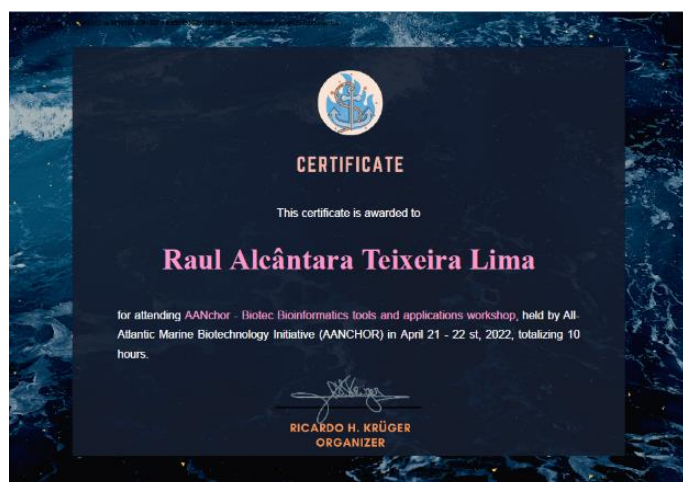 CERTIFICATE
This certificate is awarded to
Raul Alcântara Teixeira Lima
for attending AANchor - Biotec Bioinformatics tools and applications workshop, held by All-
Atlantic Marine Biotechnology Initiative (AANCHOR) in April 21 - 22 st, 2022, totalizing 10
hours.
RICARDO H. KRÜGER
ORGANIZER